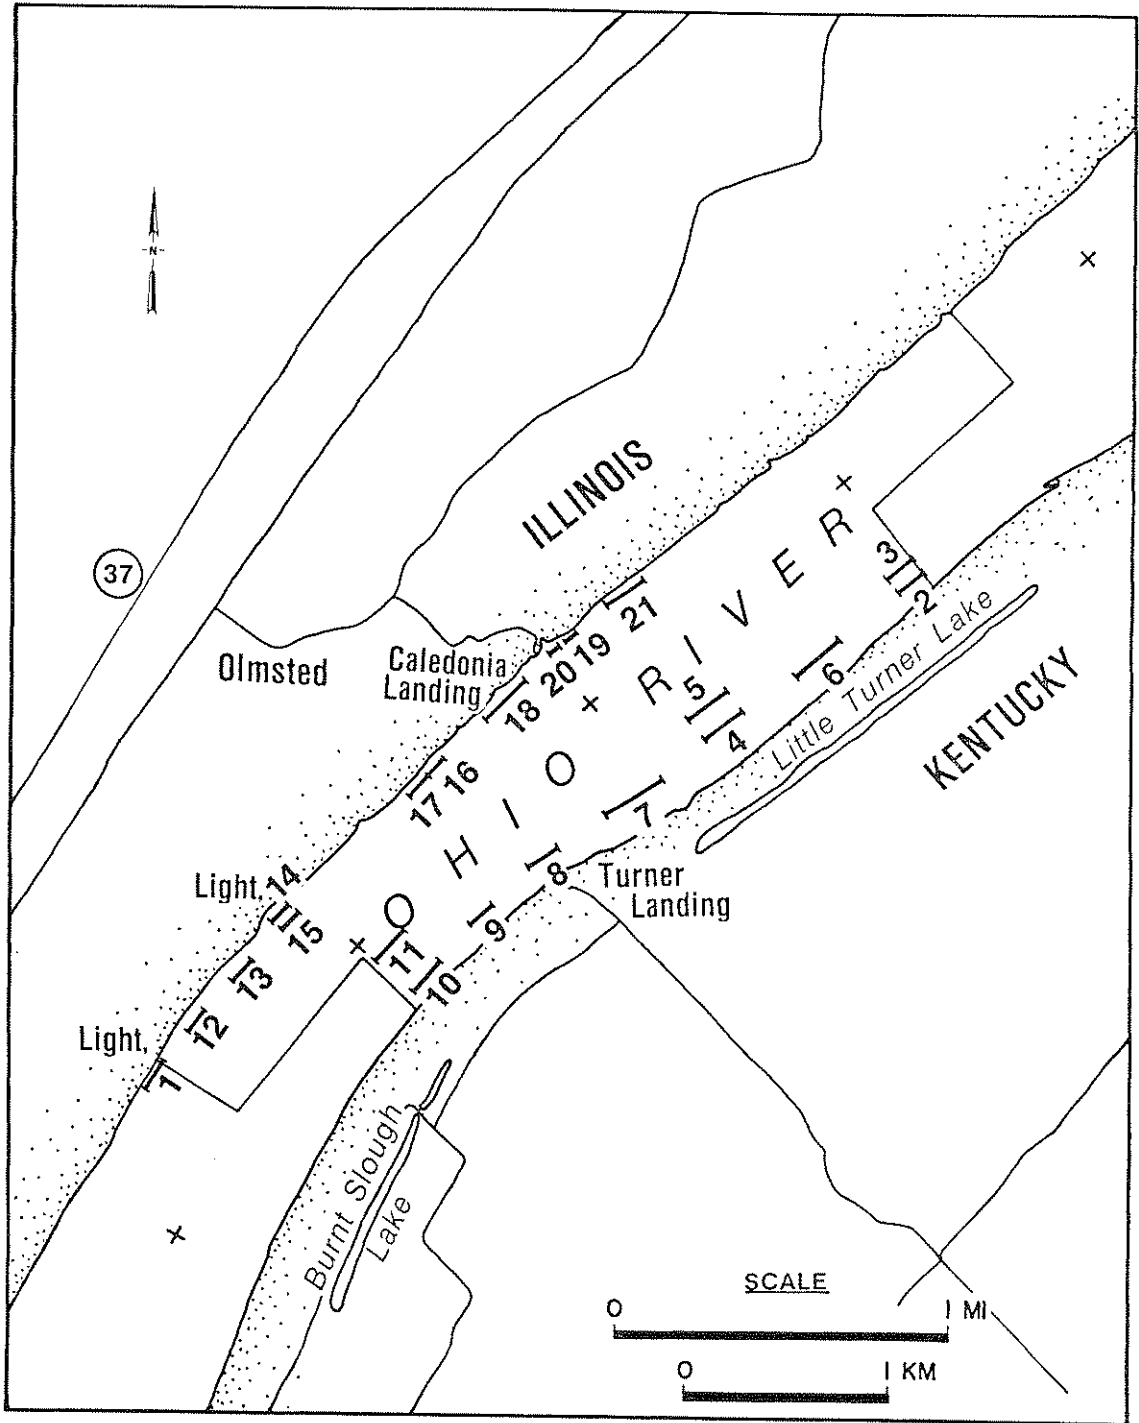 N
ILLINOIS
37
Olmsted
Caledonia
Landing
OHIO RIVER
3
2
21
19
20
18
5
4
6
Little Turner Lake
KENTUCKY
16
17
7
8
Turner
Landing
Light,
14
15
9
11
10
13
12
Light,
1
Burnt Slough
Lake
SCALE
0 1 MI
0 1 KM